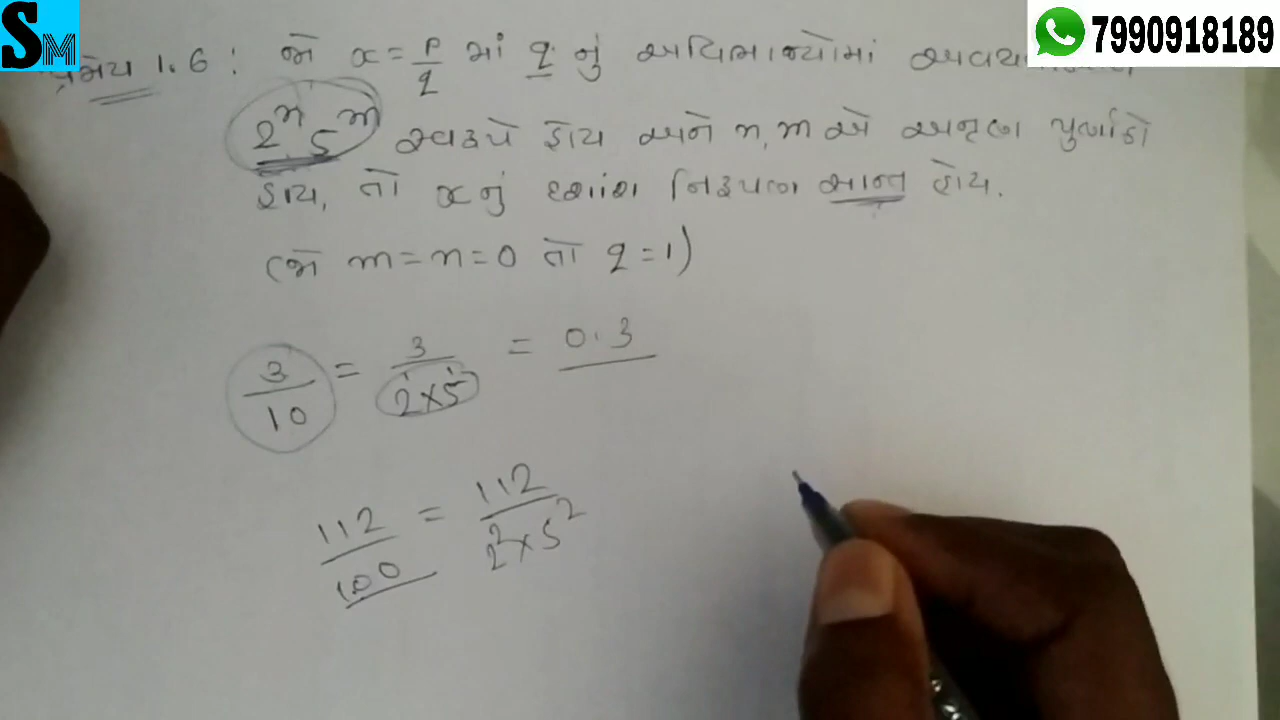 SM
7990918189
પ્રમેય 1.6 : જો x = p/q માં q નું અવિભાજ્યોમાં
2ⁿ 5ᵐ સ્વરૂપે હોય અને n, m એ અનૃણ પુર્ણાંકો
હોય, તો x નું દશાંશ નિરૂપણ સાન્ત હોય.
(જો m = n = 0 તો q = 1)
3/10 = 3/(2¹×5¹) = 0.3
112/100 = 112/(2²×5²)